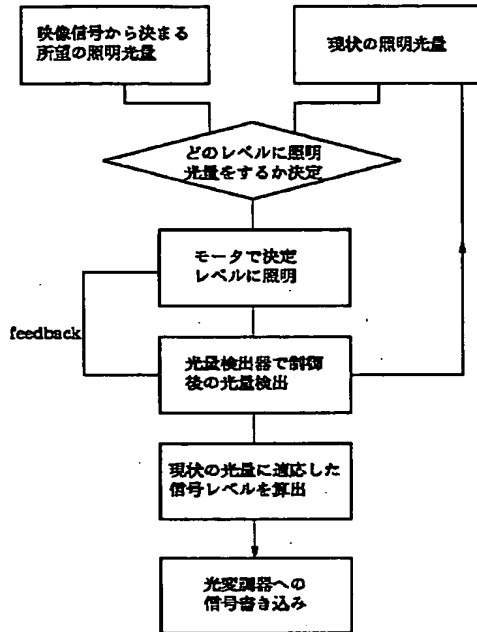 映像信号から決まる
所望の照明光量
現状の照明光量
どのレベルに照明
光量をするか決定
モータで決定
レベルに照明
feedback
光量検出器で制御
後の光量検出
現状の光量に適応した
信号レベルを算出
光変調器への
信号書き込み